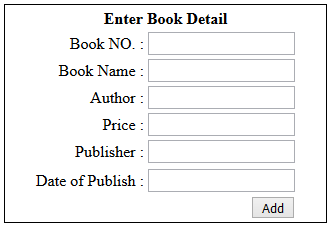 Enter Book Detail
Book NO. :
Book Name :
Author :
Price :
Publisher :
Date of Publish :
Add